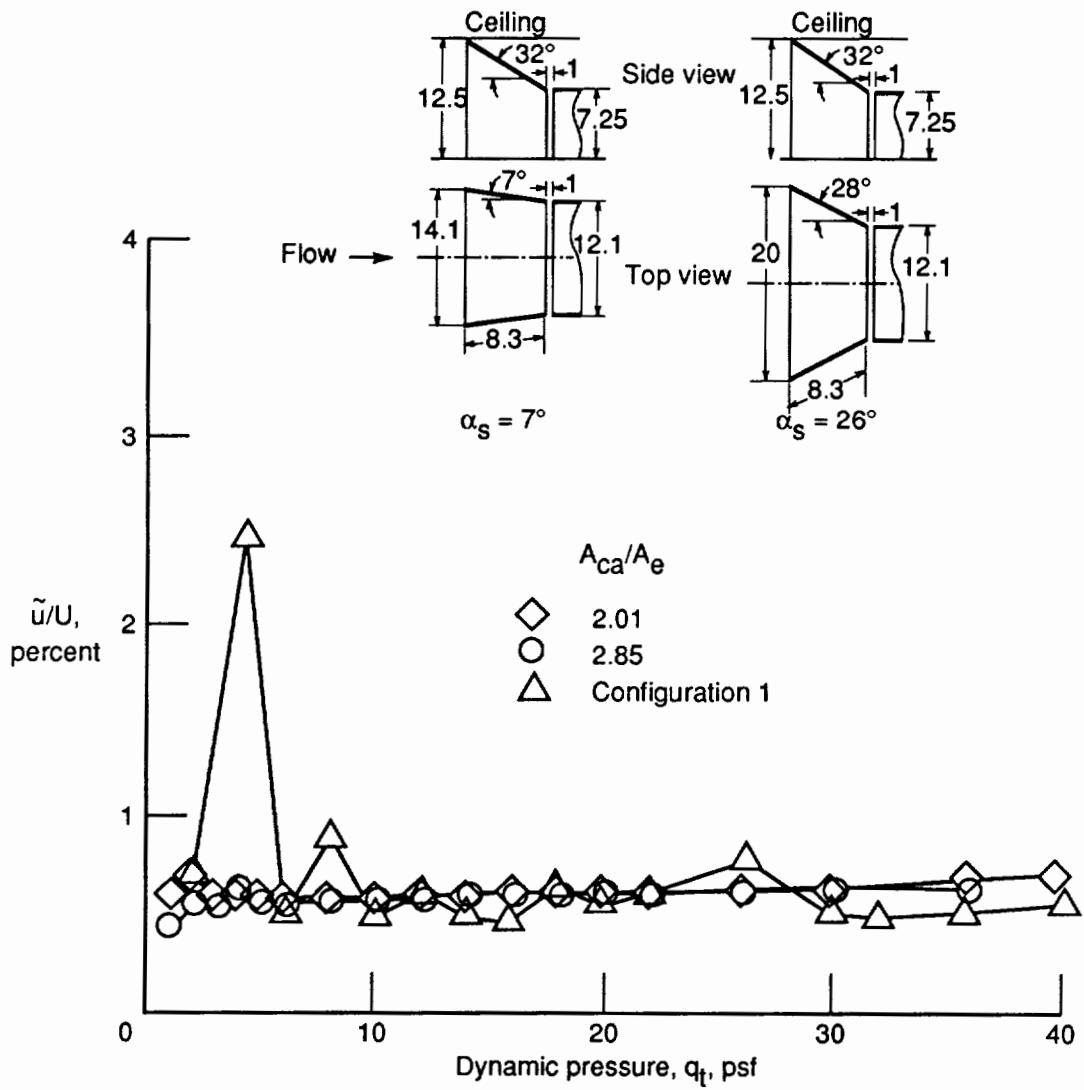 Ceiling
Ceiling
32°
1
Side view
32°
1
12.5
7.25
12.5
7.25
7°
1
28°
1
14.1
12.1
20
12.1
Flow
Top view
8.3
8.3
αs = 7°
αs = 26°
4
3
2
1
0
ũ/U,
percent
Aca/Ae
2.01
2.85
Configuration 1
10
20
30
40
Dynamic pressure, qt, psf